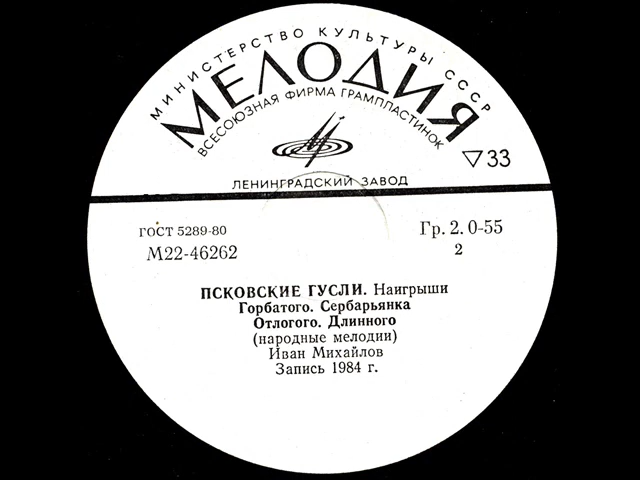 МИНИСТЕРСТВО КУЛЬТУРЫ СССР
МЕЛОДИЯ
ВСЕСОЮЗНАЯ ФИРМА ГРАМПЛАСТИНОК
▽33
ЛЕНИНГРАДСКИЙ ЗАВОД
ГОСТ 5289-80
Гр. 2. 0-55
М22-46262
2
ПСКОВСКИЕ ГУСЛИ. Наигрыши
Горбатого. Сербарьянка
Отлогого. Длинного
(народные мелодии)
Иван Михайлов
Запись 1984 г.